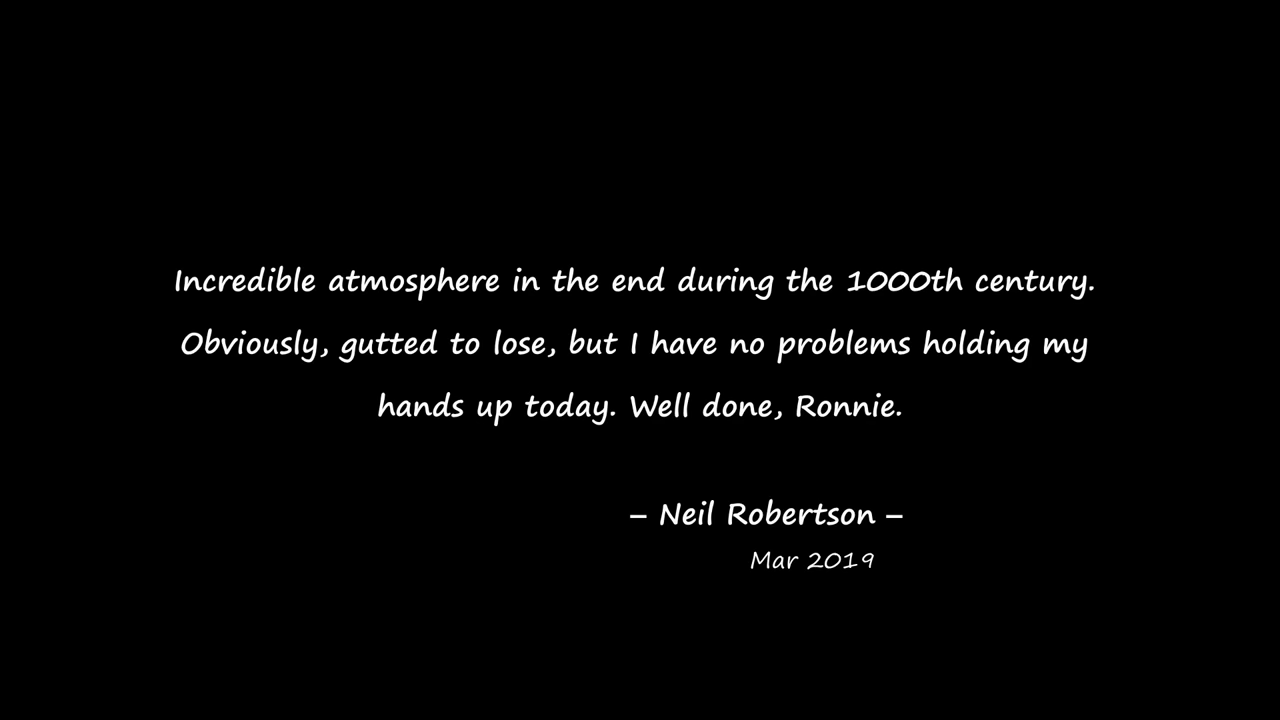 Incredible atmosphere in the end during the 1000th century.
Obviously, gutted to lose, but I have no problems holding my
hands up today. Well done, Ronnie.
– Neil Robertson –
Mar 2019